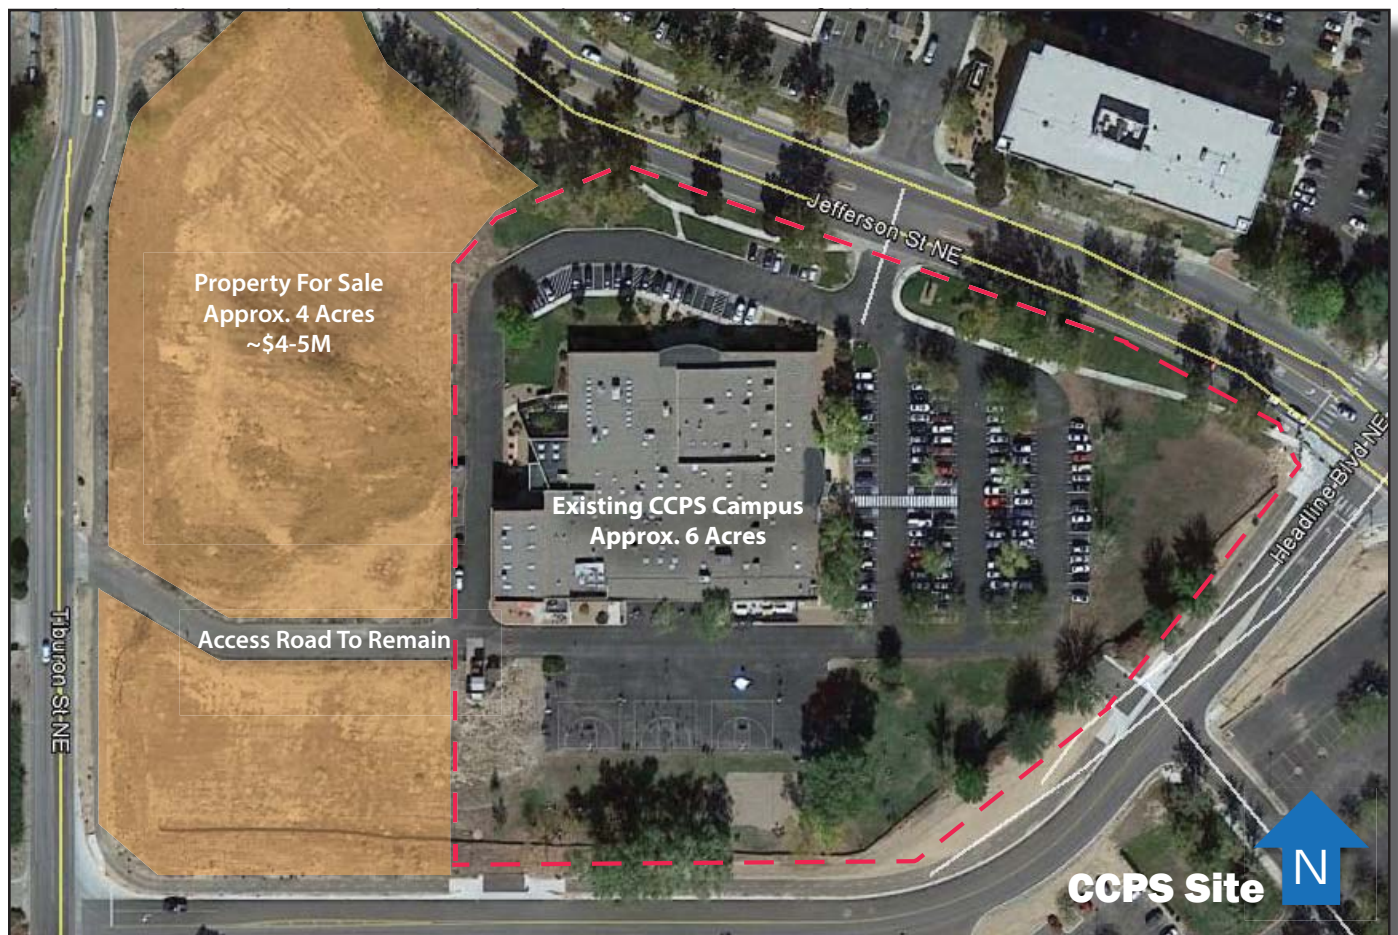 Jefferson St NE
Property For Sale
Approx. 4 Acres
~$4-5M
Existing CCPS Campus
Approx. 6 Acres
Headline Blvd NE
Access Road To Remain
Tiburon St NE
CCPS Site
N